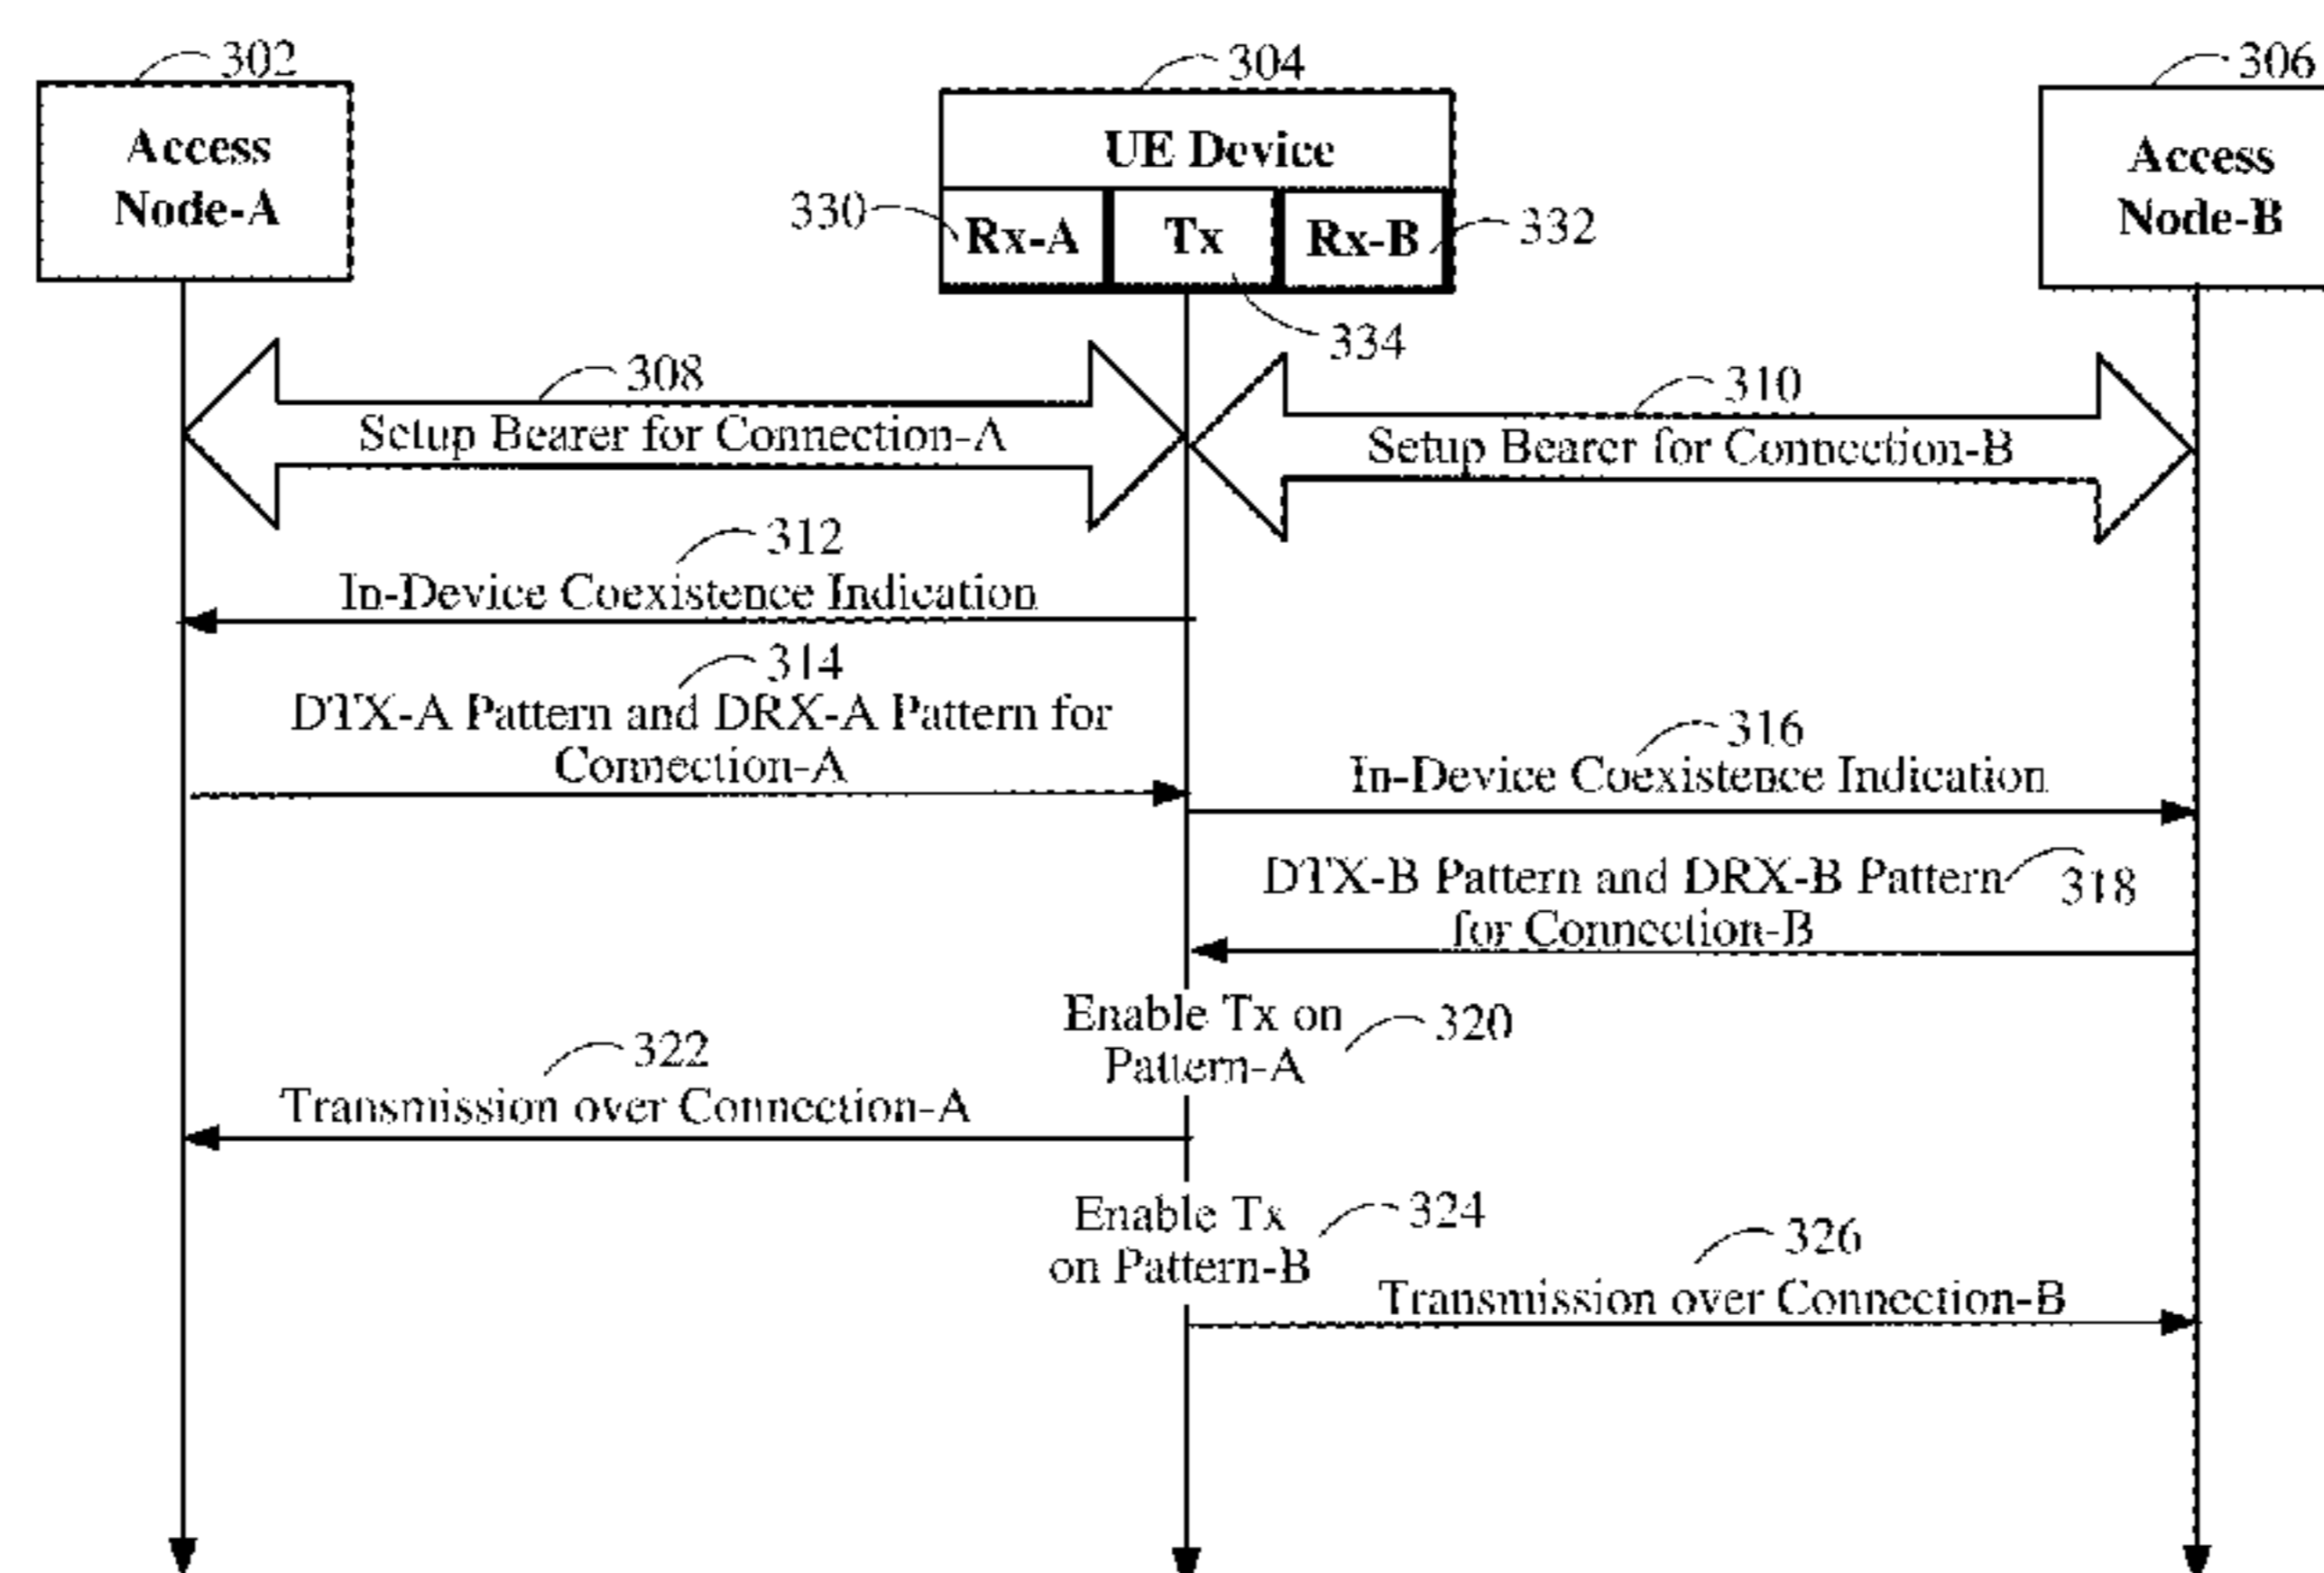 302
304
306
Access
Node-A
UE Device
Access
Node-B
330
Rx-A
Tx
Rx-B
332
334
308
Setup Bearer for Connection-A
310
Setup Bearer for Connection-B
312
In-Device Coexistence Indication
314
DTX-A Pattern and DRX-A Pattern for
Connection-A
316
In-Device Coexistence Indication
DTX-B Pattern and DRX-B Pattern
318
for Connection-B
Enable Tx on
Pattern-A
320
322
Transmission over Connection-A
Enable Tx
on Pattern-B
324
326
Transmission over Connection-B